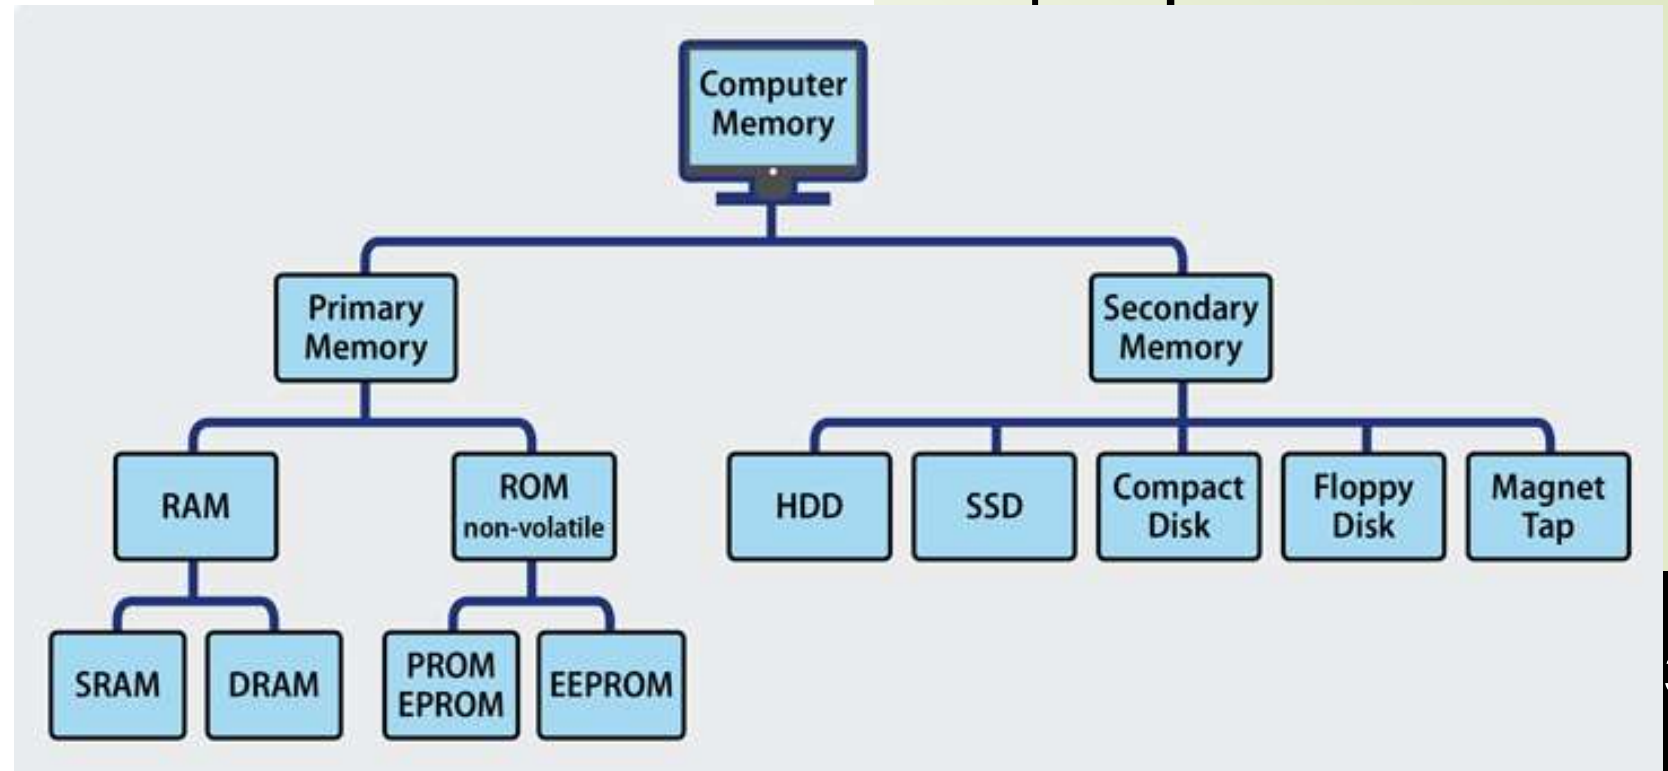 Computer
Memory
Primary
Memory
Secondary
Memory
RAM
ROM
non-volatile
HDD
SSD
Compact
Disk
Floppy
Disk
Magnet
Tap
SRAM
DRAM
PROM
EPROM
EEPROM